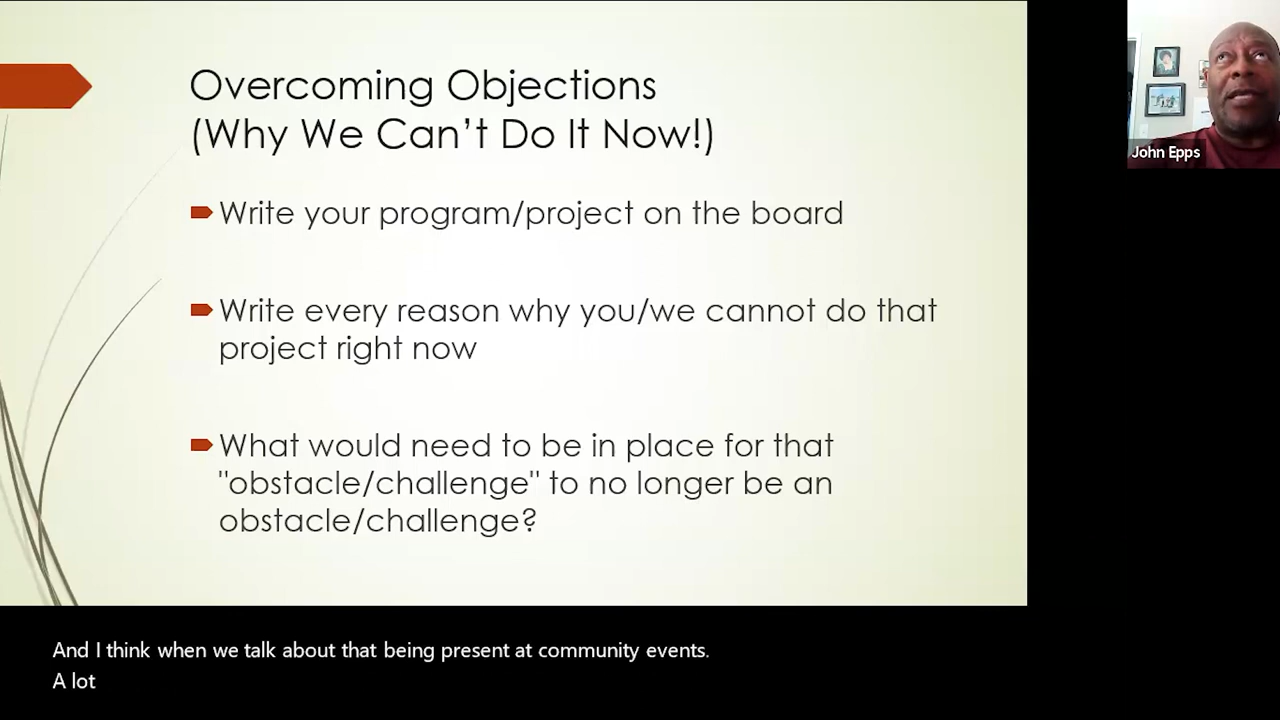 Overcoming Objections
(Why We Can't Do It Now!)
Write your program/project on the board
Write every reason why you/we cannot do that
project right now
What would need to be in place for that
"obstacle/challenge" to no longer be an
obstacle/challenge?
John Epps
And I think when we talk about that being present at community events.
A lot